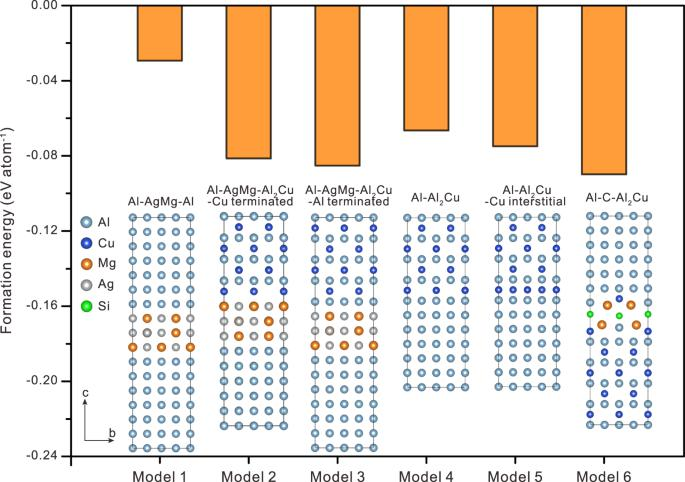 Formation energy (eV atom⁻¹)
0.00
-0.04
-0.08
-0.12
-0.16
-0.20
-0.24
Al-AgMg-Al
Al-AgMg-Al₂Cu
-Cu terminated
Al-AgMg-Al₂Cu
-Al terminated
Al-Al₂Cu
Al-Al₂Cu
-Cu interstitial
Al-C-Al₂Cu
Al
Cu
Mg
Ag
Si
c
b
Model 1
Model 2
Model 3
Model 4
Model 5
Model 6